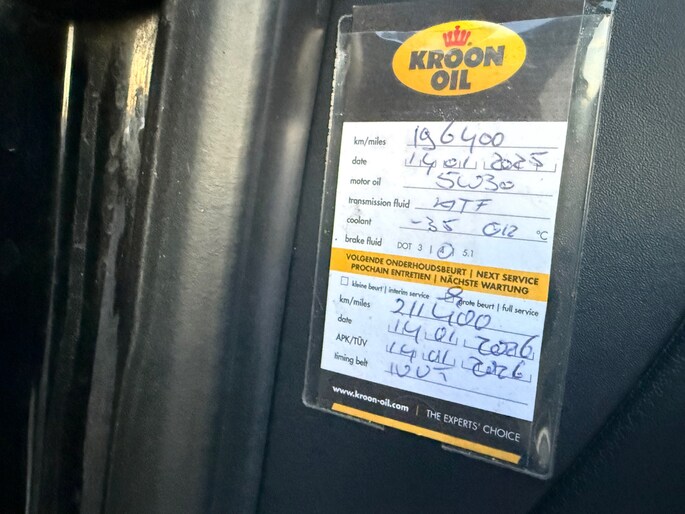 KROON
OIL
km/miles 196400
date 14 01 2025
motor oil 5W30
transmission fluid ATF
coolant -35 G12 °C
brake fluid DOT 3 | 4 | 5.1
VOLGENDE ONDERHOUDSBEURT | NEXT SERVICE
PROCHAIN ENTRETIEN | NÄCHSTE WARTUNG
kleine beurt | interim service grote beurt | full service
km/miles 211400
date 14 01 2026
APK/TÜV 14 01 2026
timing belt
www.kroon-oil.com | THE EXPERTS' CHOICE